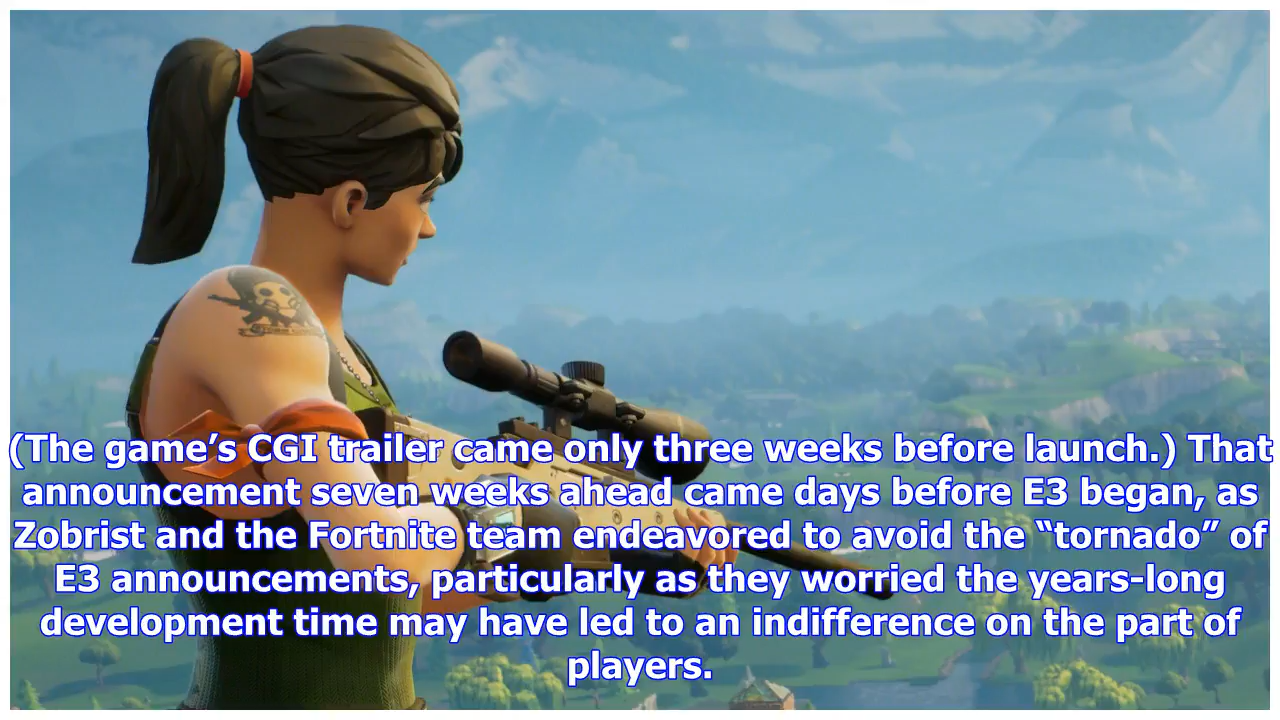 (The game’s CGI trailer came only three weeks before launch.) That
announcement seven weeks ahead came days before E3 began, as
Zobrist and the Fortnite team endeavored to avoid the “tornado” of
E3 announcements, particularly as they worried the years-long
development time may have led to an indifference on the part of
players.